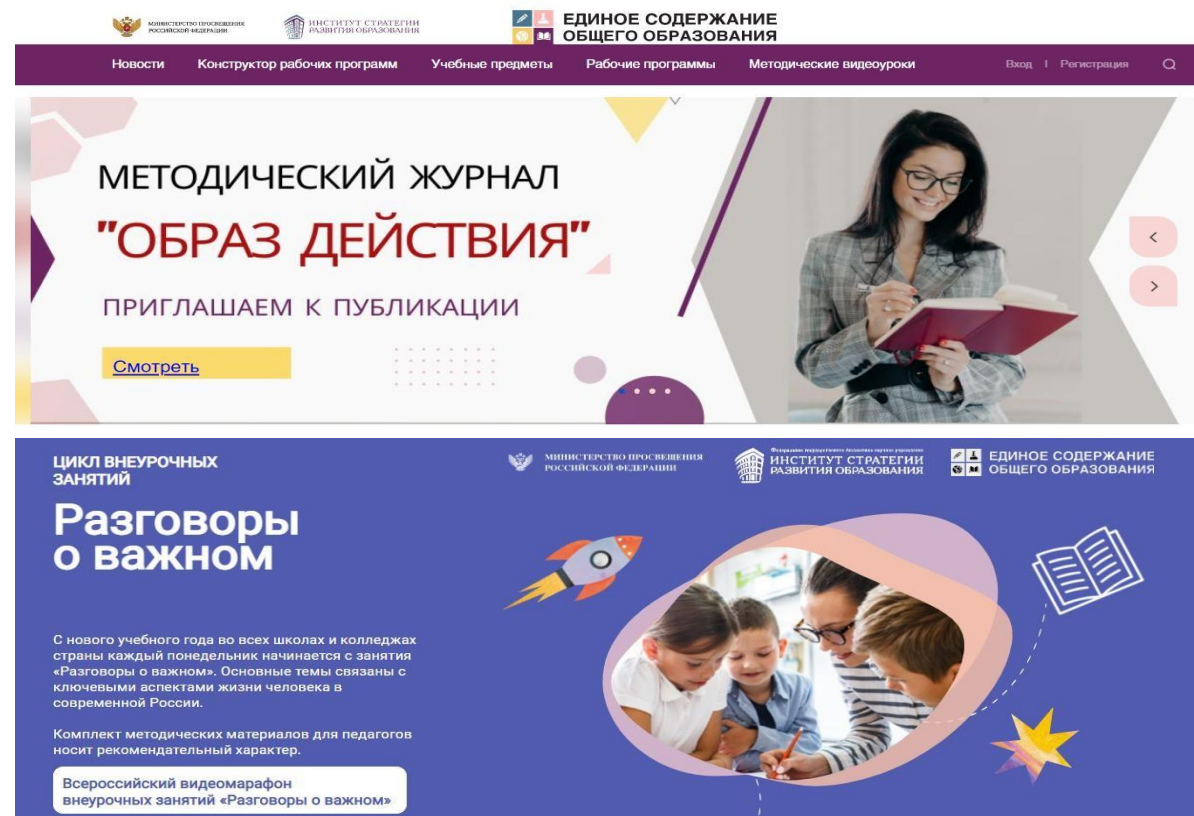 МИНИСТЕРСТВО ПРОСВЕЩЕНИЯ
РОССИЙСКОЙ ФЕДЕРАЦИИ
ИНСТИТУТ СТРАТЕГИИ
РАЗВИТИЯ ОБРАЗОВАНИЯ
ЕДИНОЕ СОДЕРЖАНИЕ
ОБЩЕГО ОБРАЗОВАНИЯ
Новости Конструктор рабочих программ Учебные предметы Рабочие программы Методические видеоуроки Вход | Регистрация
МЕТОДИЧЕСКИЙ ЖУРНАЛ
"ОБРАЗ ДЕЙСТВИЯ"
ПРИГЛАШАЕМ К ПУБЛИКАЦИИ
Смотреть
ЦИКЛ ВНЕУРОЧНЫХ
ЗАНЯТИЙ
МИНИСТЕРСТВО ПРОСВЕЩЕНИЯ
РОССИЙСКОЙ ФЕДЕРАЦИИ
ИНСТИТУТ СТРАТЕГИИ
РАЗВИТИЯ ОБРАЗОВАНИЯ
ЕДИНОЕ СОДЕРЖАНИЕ
ОБЩЕГО ОБРАЗОВАНИЯ
Разговоры
о важном
С нового учебного года во всех школах и колледжах
страны каждый понедельник начинается с занятия
«Разговоры о важном». Основные темы связаны с
ключевыми аспектами жизни человека в
современной России.
Комплект методических материалов для педагогов
носит рекомендательный характер.
Всероссийский видеомарафон
внеурочных занятий «Разговоры о важном»